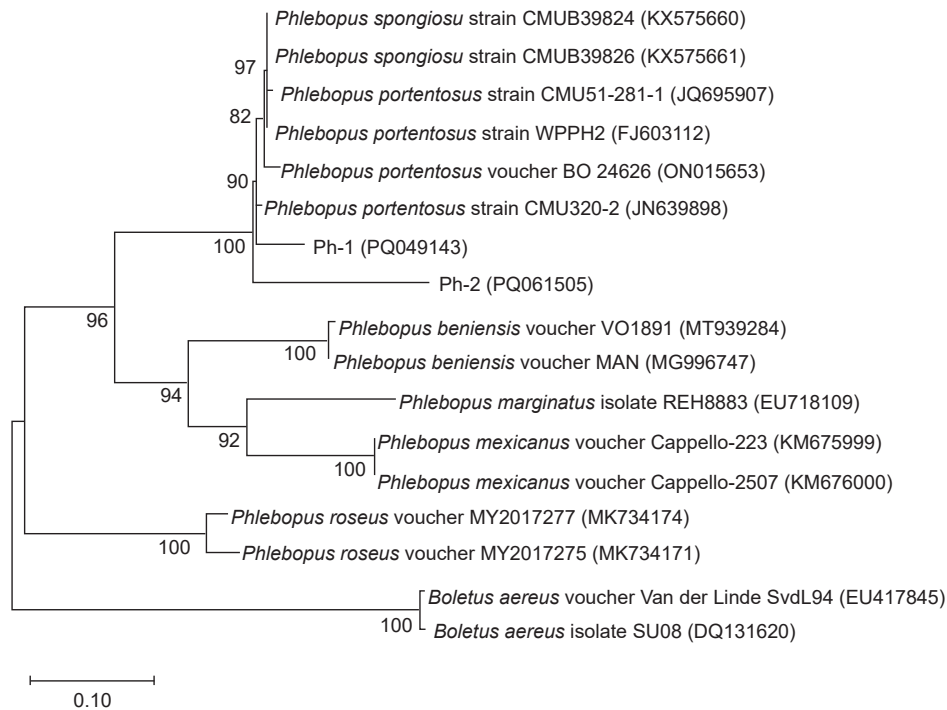 Phlebopus spongiosu strain CMUB39824 (KX575660)
Phlebopus spongiosu strain CMUB39826 (KX575661)
97
Phlebopus portentosus strain CMU51-281-1 (JQ695907)
82
Phlebopus portentosus strain WPPH2 (FJ603112)
Phlebopus portentosus voucher BO 24626 (ON015653)
90
Phlebopus portentosus strain CMU320-2 (JN639898)
100
Ph-1 (PQ049143)
Ph-2 (PQ061505)
96
Phlebopus beniensis voucher VO1891 (MT939284)
100
Phlebopus beniensis voucher MAN (MG996747)
94
Phlebopus marginatus isolate REH8883 (EU718109)
92
Phlebopus mexicanus voucher Cappello-223 (KM675999)
100
Phlebopus mexicanus voucher Cappello-2507 (KM676000)
Phlebopus roseus voucher MY2017277 (MK734174)
100
Phlebopus roseus voucher MY2017275 (MK734171)
Boletus aereus voucher Van der Linde SvdL94 (EU417845)
100
Boletus aereus isolate SU08 (DQ131620)
0.10